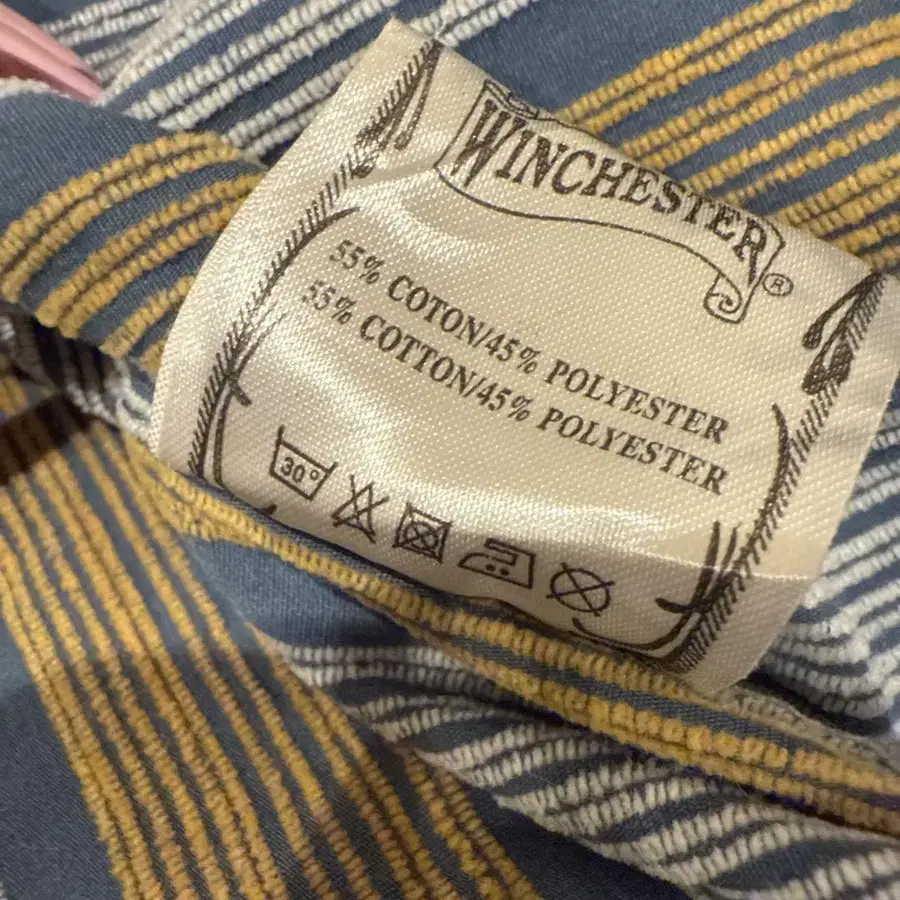 WINCHESTER®
55% COTON/45% POLYESTER
55% COTTON/45% POLYESTER
30°